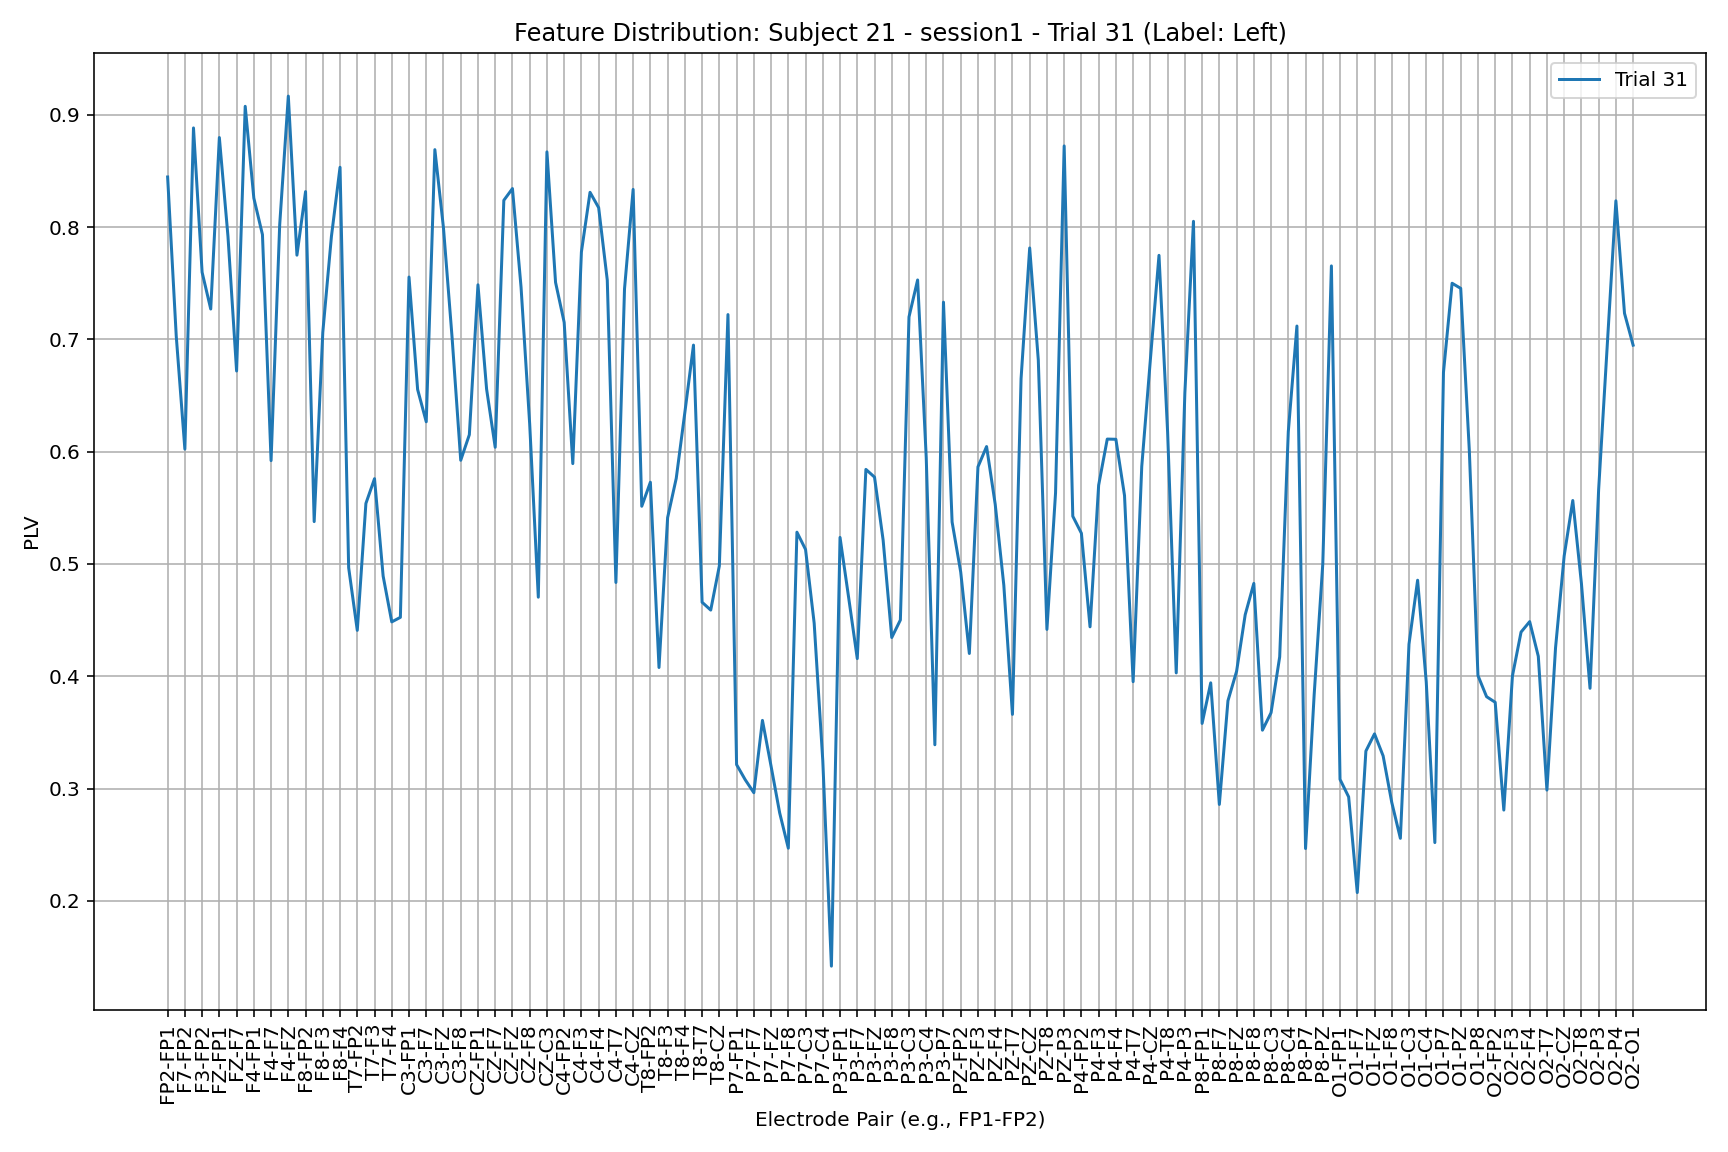 Feature Distribution: Subject 21 - session1 - Trial 31 (Label: Left)
Trial 31
PLV
0.9
0.8
0.7
0.6
0.5
0.4
0.3
0.2
FP2-FP1
F7-FP2
F3-FP2
FZ-FP1
FZ-F7
F4-FP1
F4-F7
F4-FZ
F8-FP2
F8-F3
F8-F4
T7-FP2
T7-F3
T7-F4
C3-FP1
C3-F7
C3-FZ
C3-F8
CZ-FP1
CZ-F7
CZ-FZ
CZ-F8
CZ-C3
C4-FP2
C4-F3
C4-F4
C4-T7
C4-CZ
T8-FP2
T8-F3
T8-F4
T8-T7
T8-CZ
P7-FP1
P7-F7
P7-FZ
P7-F8
P7-C3
P7-C4
P3-FP1
P3-F7
P3-FZ
P3-F8
P3-C3
P3-C4
P3-P7
PZ-FP2
PZ-F3
PZ-F4
PZ-T7
PZ-CZ
PZ-T8
PZ-P3
P4-FP2
P4-F3
P4-F4
P4-T7
P4-CZ
P4-T8
P4-P3
P8-FP1
P8-F7
P8-FZ
P8-F8
P8-C3
P8-C4
P8-P7
P8-PZ
O1-FP1
O1-F7
O1-FZ
O1-F8
O1-C3
O1-C4
O1-P7
O1-PZ
O1-P8
O2-FP2
O2-F3
O2-F4
O2-T7
O2-CZ
O2-T8
O2-P3
O2-P4
O2-O1
Electrode Pair (e.g., FP1-FP2)